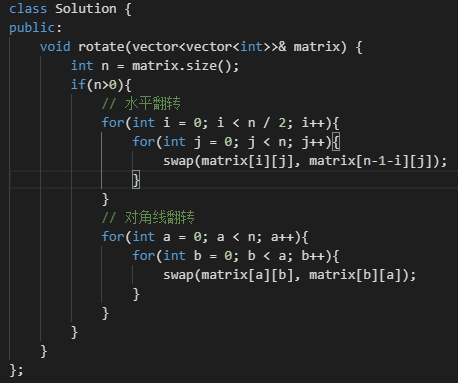 class Solution {
public:
    void rotate(vector<vector<int>>& matrix) {
        int n = matrix.size();
        if(n>0){
            // 水平翻转
            for(int i = 0; i < n / 2; i++){
                for(int j = 0; j < n; j++){
                    swap(matrix[i][j], matrix[n-1-i][j]);
                }
            }
            // 对角线翻转
            for(int a = 0; a < n; a++){
                for(int b = 0; b < a; b++){
                    swap(matrix[a][b], matrix[b][a]);
                }
            }
        }
    }
};